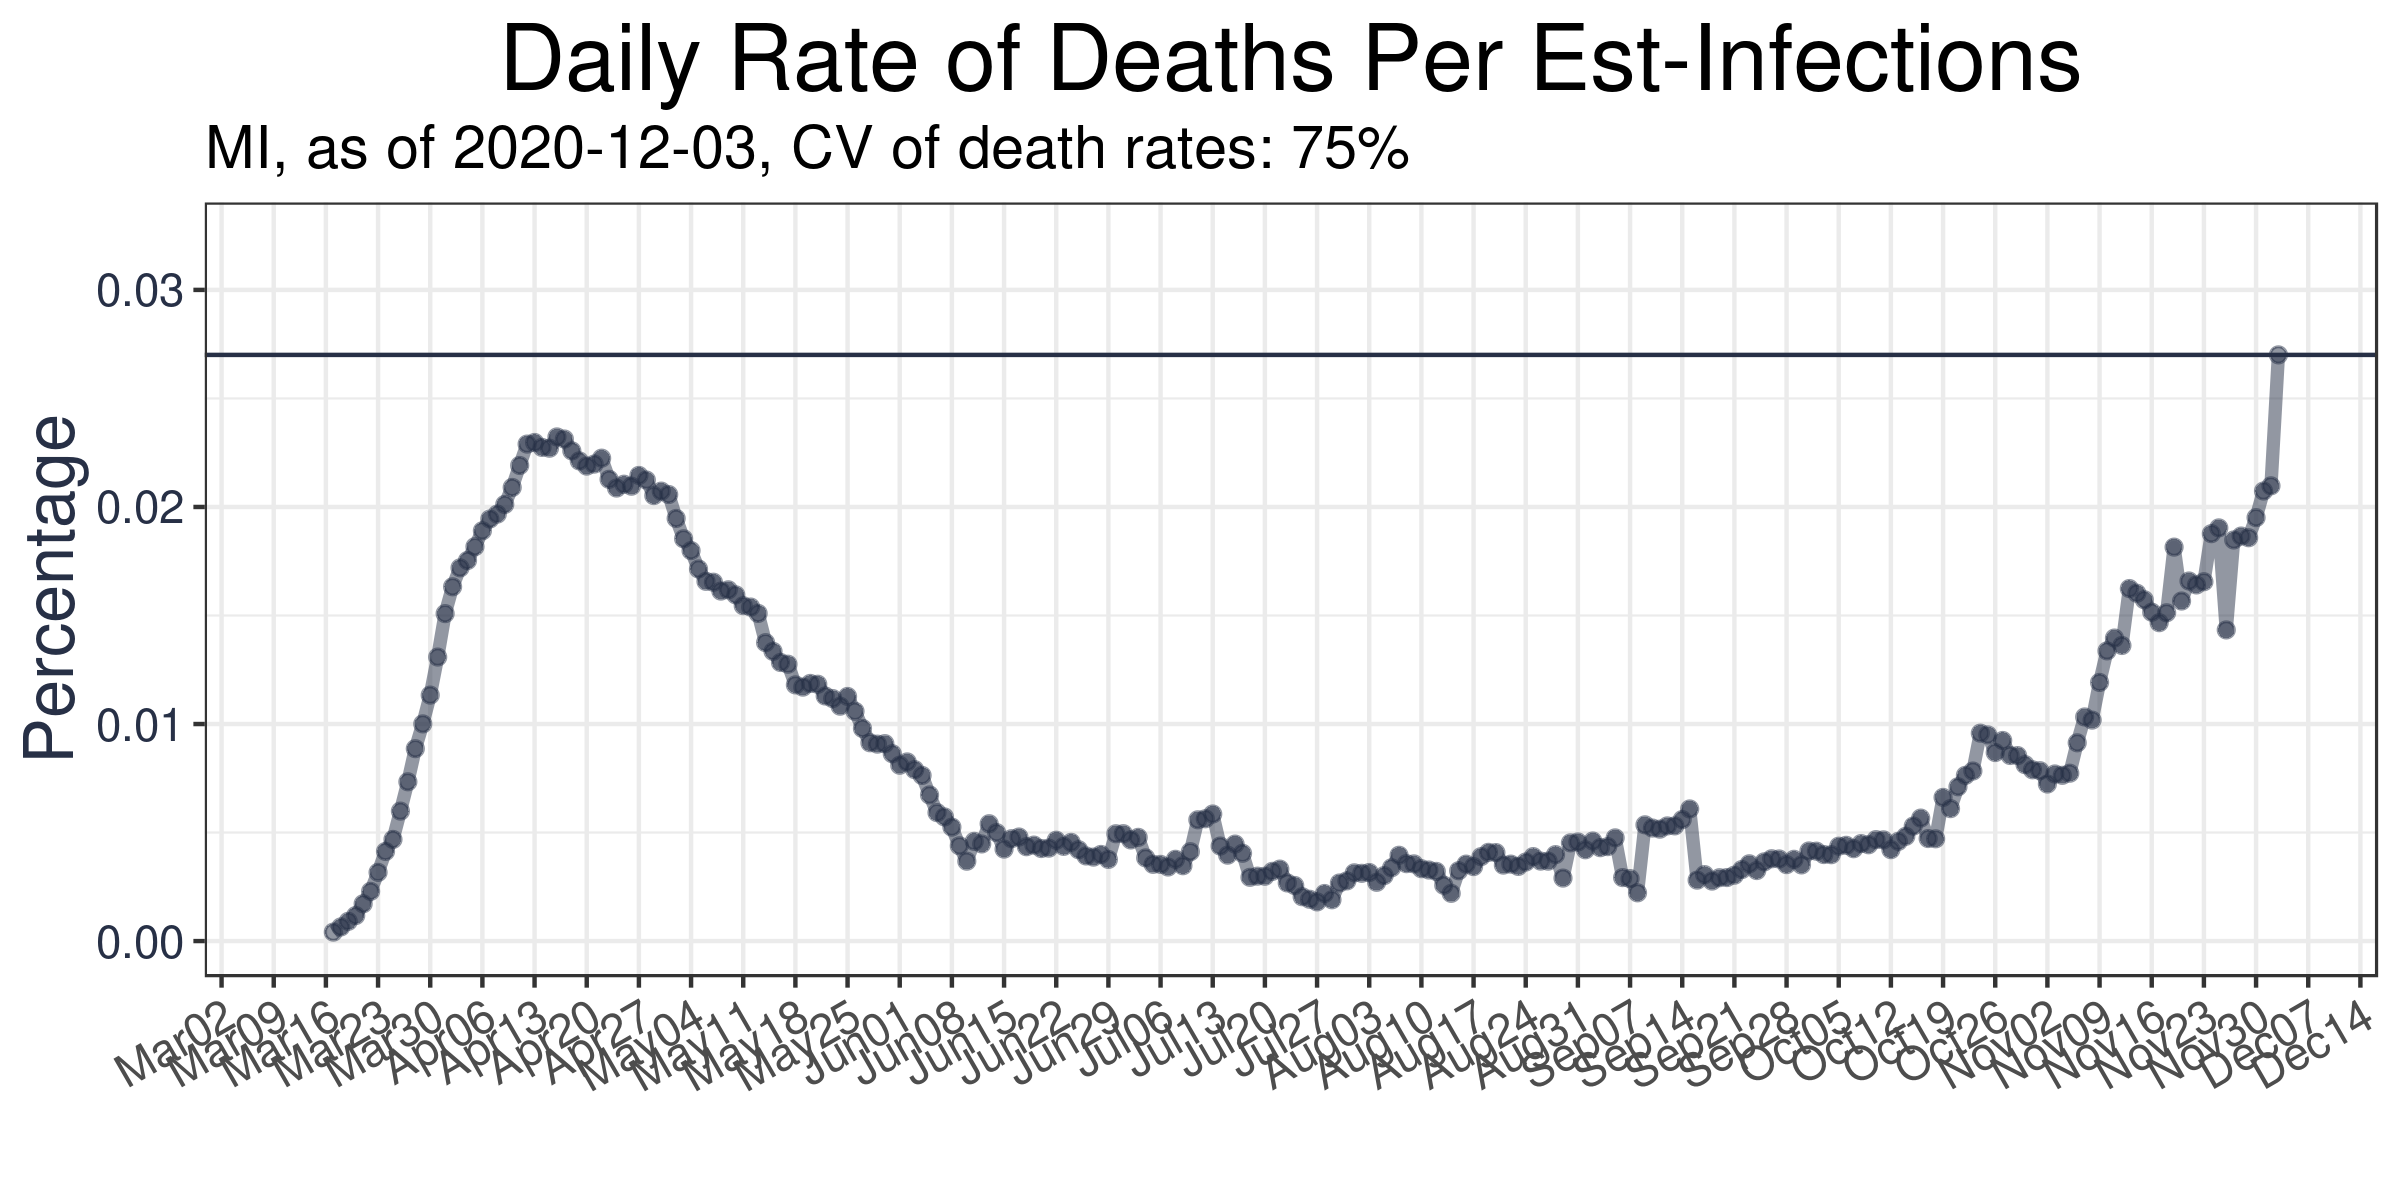 Daily Rate of Deaths Per Est-Infections
MI, as of 2020-12-03, CV of death rates: 75%
Percentage
0.03
0.02
0.01
0.00
Mar02
Mar09
Mar16
Mar23
Mar30
Apr06
Apr13
Apr20
Apr27
May04
May11
May18
May25
Jun01
Jun08
Jun15
Jun22
Jun29
Jul06
Jul13
Jul20
Jul27
Aug03
Aug10
Aug17
Aug24
Aug31
Sep07
Sep14
Sep21
Sep28
Oct05
Oct12
Oct19
Oct26
Nov02
Nov09
Nov16
Nov23
Nov30
Dec07
Dec14